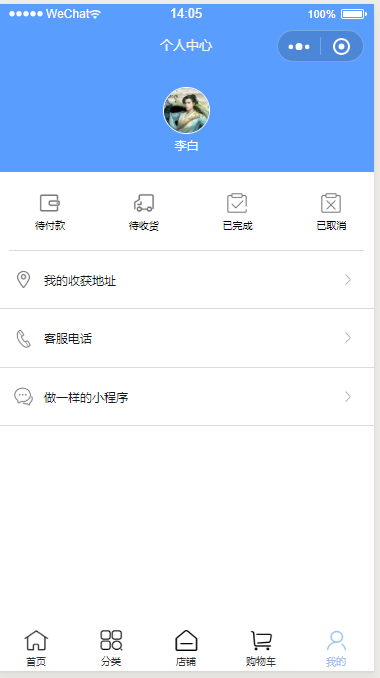 WeChat 14:05 100%
个人中心
李白
待付款 待收货 已完成 已取消
我的收获地址
客服电话
做一样的小程序
首页 分类 店铺 购物车 我的